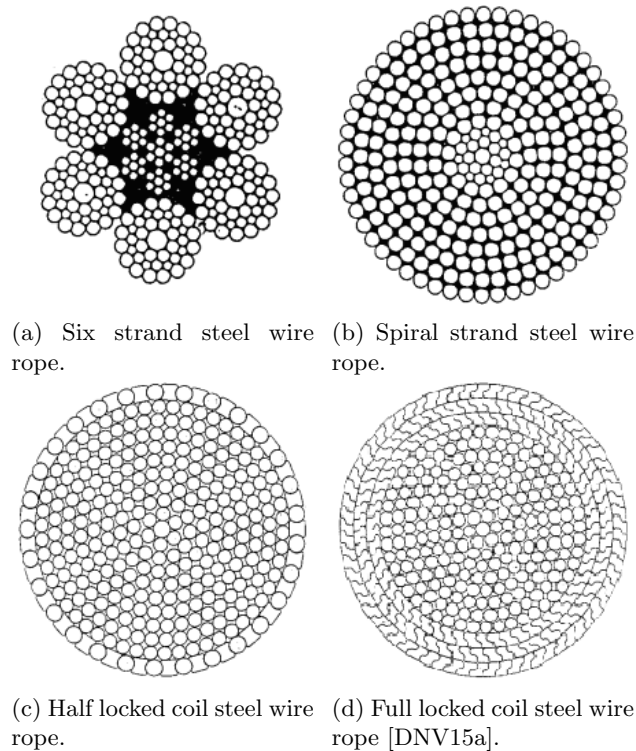 (a) Six strand steel wire
rope.
(b) Spiral strand steel wire
rope.
(c) Half locked coil steel wire
rope.
(d) Full locked coil steel wire
rope [DNV15a].